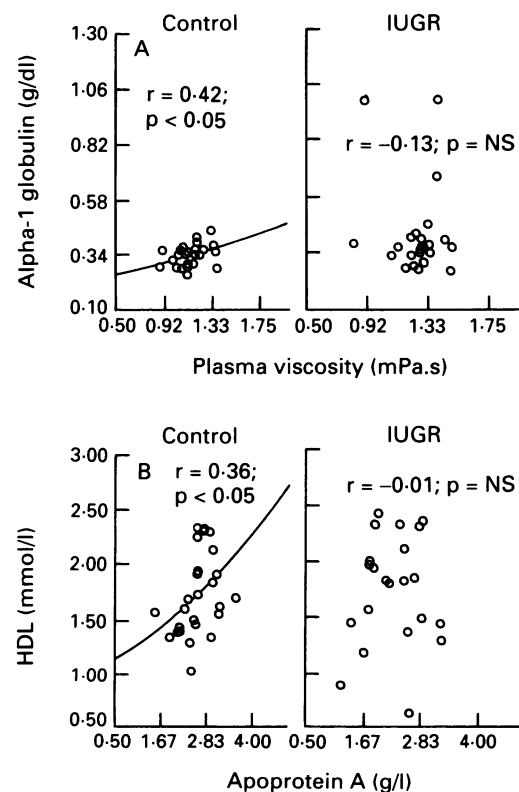 Control
IUGR
A
1·30
1·06
0·82
0·58
0·34
0·10
Alpha-1 globulin (g/dl)
r = 0·42;
p < 0·05
r = −0·13; p = NS
0·50 0·92 1·33 1·75
0·50 0·92 1·33 1·75
Plasma viscosity (mPa.s)
Control
IUGR
B
3·00
2·50
2·00
1·50
1·00
0·50
HDL (mmol/l)
r = 0·36;
p < 0·05
r = −0·01; p = NS
0·50 1·67 2·83 4·00
0·50 1·67 2·83 4·00
Apoprotein A (g/l)